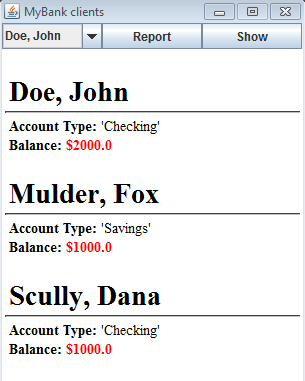 MyBank clients
Doe, John Report Show
Doe, John
Account Type: 'Checking'
Balance: $2000.0
Mulder, Fox
Account Type: 'Savings'
Balance: $1000.0
Scully, Dana
Account Type: 'Checking'
Balance: $1000.0